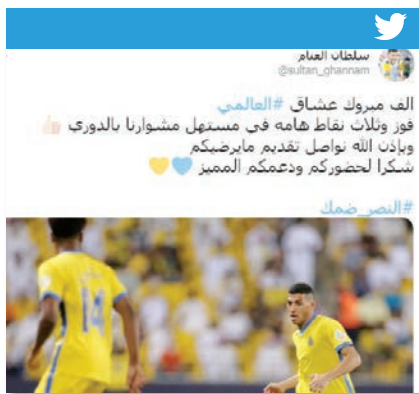 سلطان الغنام
@sultan_ghannam
الف مبروك عشاق #العالمي
فوز وثلاث نقاط هامه في مستهل مشوارنا بالدوري
وبإذن الله نواصل تقديم مايرضيكم
شكرا لحضوركم ودعمكم المميز
#النصر_ضمك
14